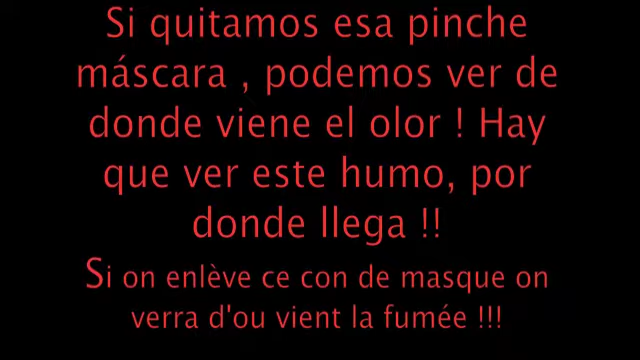 Si quitamos esa pinche
máscara , podemos ver de
donde viene el olor ! Hay
que ver este humo, por
donde llega !!
Si on enlève ce con de masque on
verra d'ou vient la fumée !!!